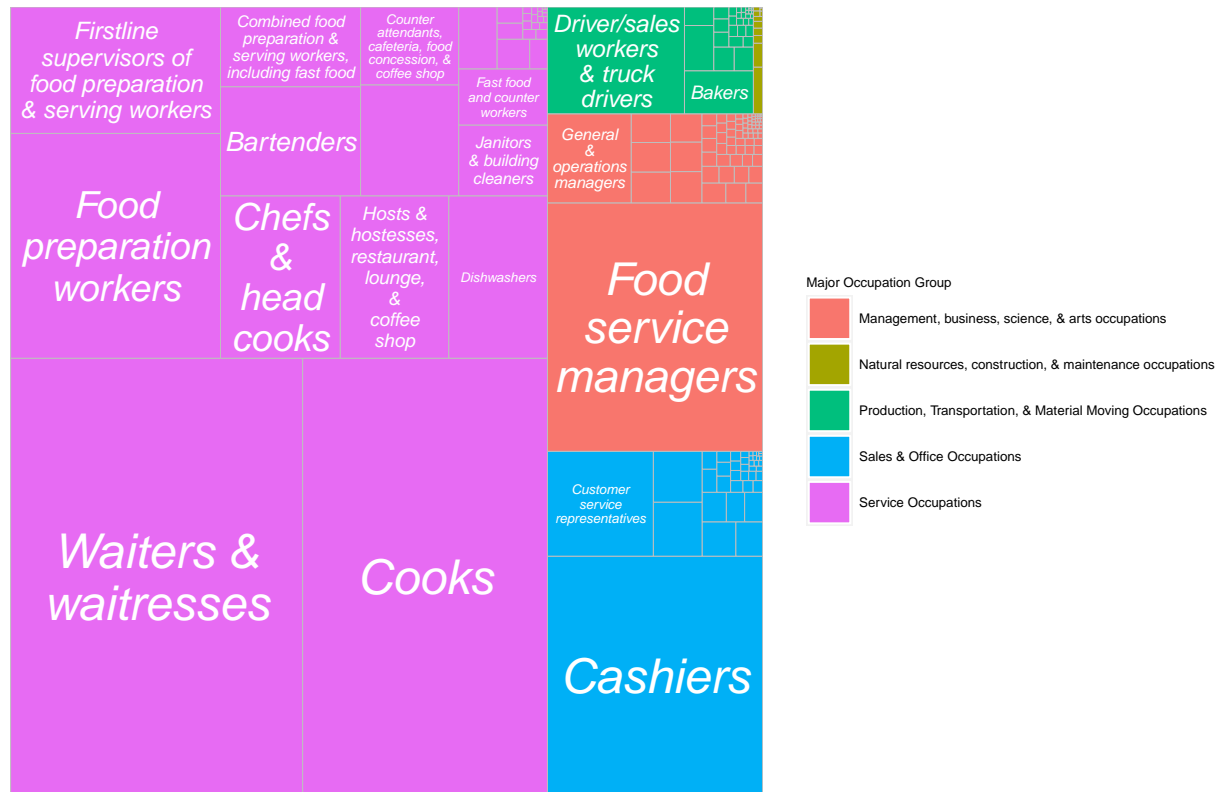 Firstline
supervisors of
food preparation
& serving workers
Combined food
preparation &
serving workers,
including fast food
Counter
attendants,
cafeteria, food
concession, &
coffee shop
Fast food
and counter
workers
Bartenders
Janitors
& building
cleaners
Food
preparation
workers
Chefs
&
head
cooks
Hosts &
hostesses,
restaurant,
lounge,
&
coffee
shop
Dishwashers
Waiters &
waitresses
Cooks
Driver/sales
workers
& truck
drivers
Bakers
General
&
operations
managers
Food
service
managers
Customer
service
representatives
Cashiers
Major Occupation Group
Management, business, science, & arts occupations
Natural resources, construction, & maintenance occupations
Production, Transportation, & Material Moving Occupations
Sales & Office Occupations
Service Occupations